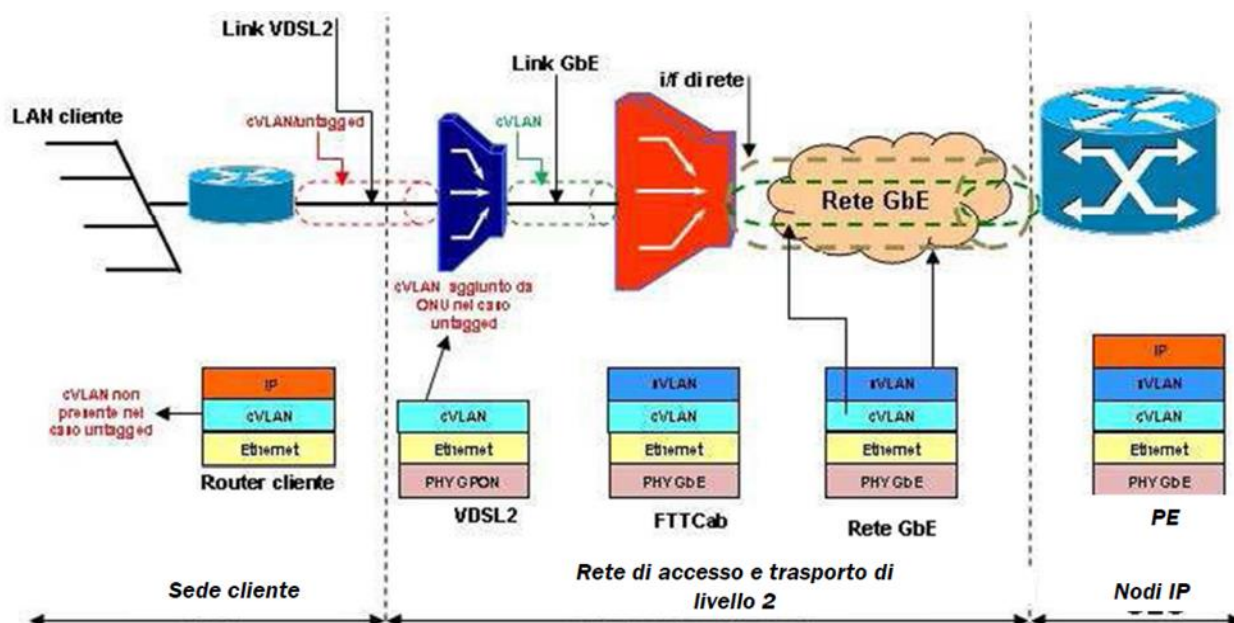 Link VDSL2
Link GbE
i/f di rete
LAN cliente
cVLAN/untagged
cVLAN
Rete GbE
cVLAN aggiunto da
ONU nel caso
untagged
cVLAN non
presente nel
caso untagged
IP
cVLAN
Ethernet
Router cliente
cVLAN
Ethernet
PHY GPON
VDSL2
sVLAN
cVLAN
Ethernet
PHY GbE
FTTCab
sVLAN
cVLAN
Ethernet
PHY GbE
Rete GbE
IP
sVLAN
cVLAN
Ethernet
PHY GbE
PE
Sede cliente
Rete di accesso e trasporto di
livello 2
Nodi IP